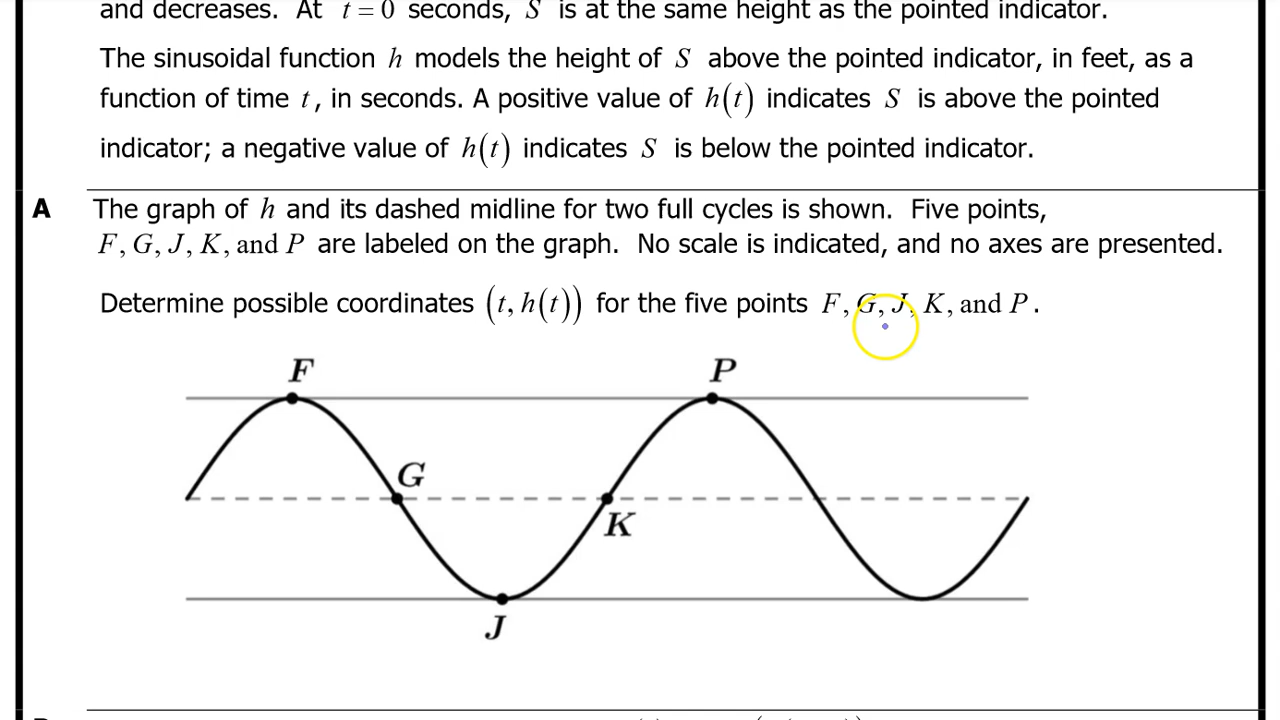 and decreases. At t = 0 seconds, S is at the same height as the pointed indicator.
The sinusoidal function h models the height of S above the pointed indicator, in feet, as a
function of time t, in seconds. A positive value of h(t) indicates S is above the pointed
indicator; a negative value of h(t) indicates S is below the pointed indicator.
A The graph of h and its dashed midline for two full cycles is shown. Five points,
F, G, J, K, and P are labeled on the graph. No scale is indicated, and no axes are presented.
Determine possible coordinates (t, h(t)) for the five points F, G, J, K, and P.
F P
G
K
J